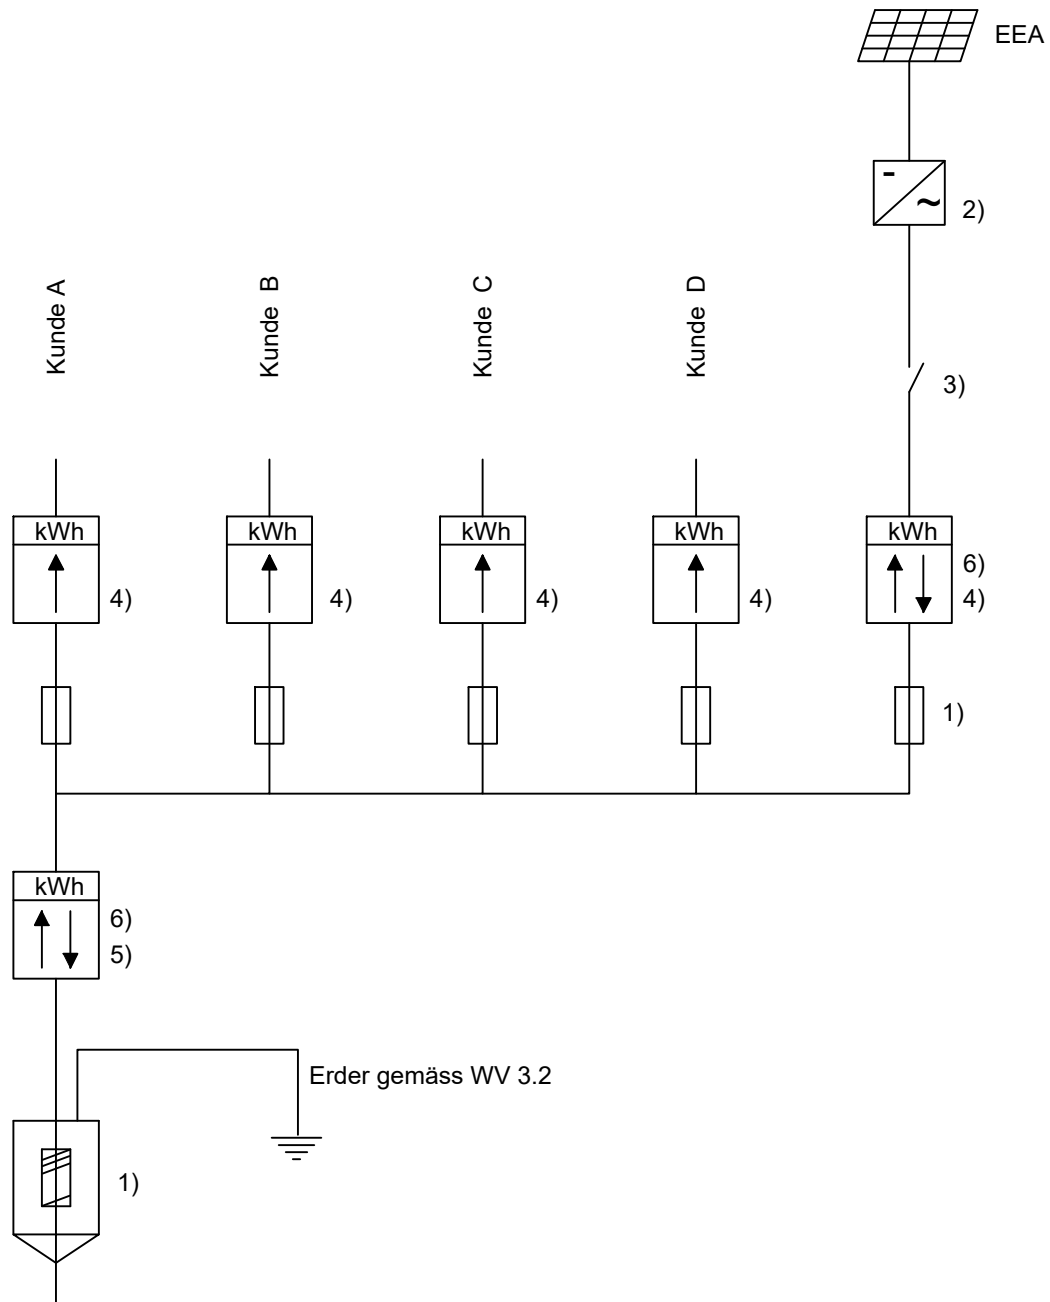 EEA
-
~
2)
Kunde A
Kunde B
Kunde C
Kunde D
3)
kWh
kWh
kWh
kWh
kWh
4)
4)
4)
4)
6)
4)
1)
kWh
6)
5)
Erder gemäss WV 3.2
1)